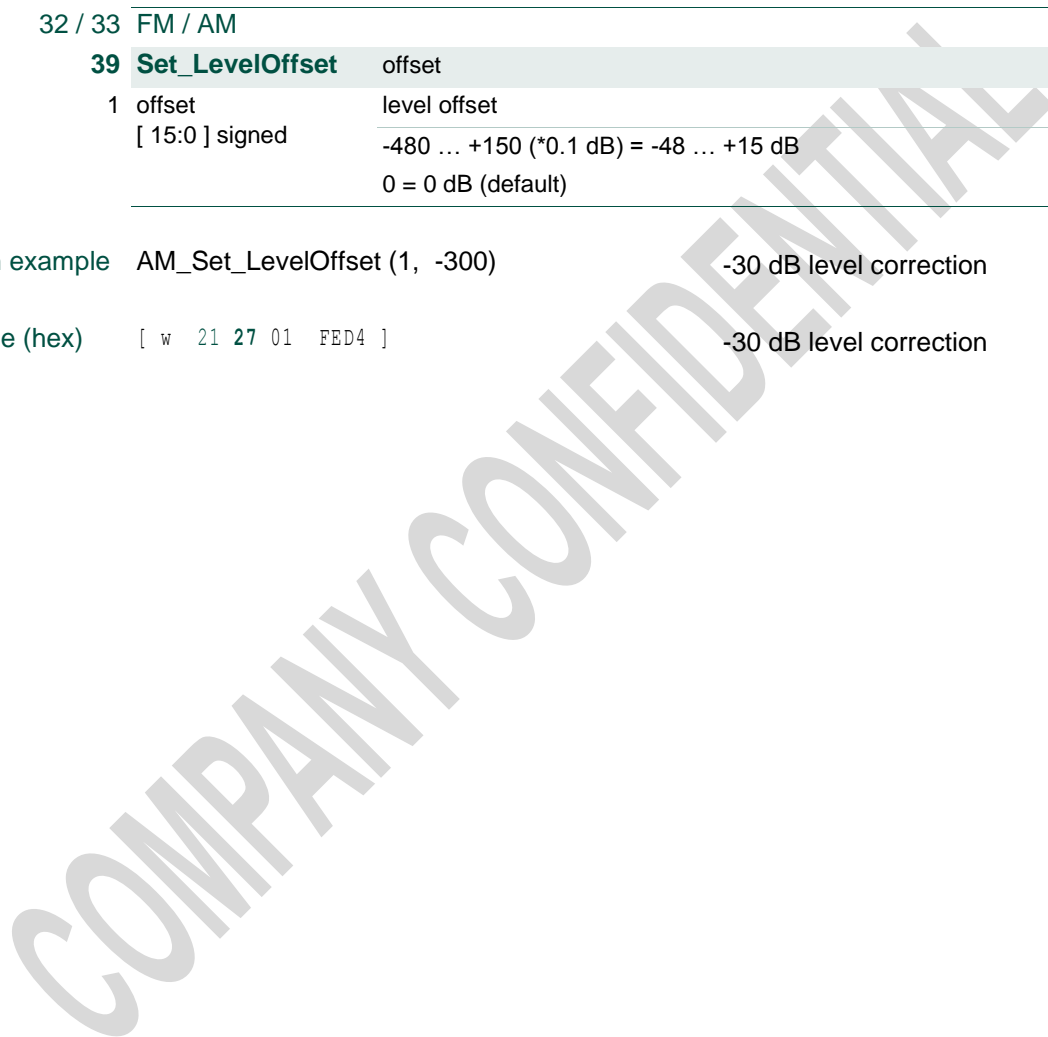 32 / 33 FM / AM
39 Set_LevelOffset offset
1 offset level offset
[ 15:0 ] signed
-480 … +150 (*0.1 dB) = -48 … +15 dB
0 = 0 dB (default)
example AM_Set_LevelOffset (1, -300) -30 dB level correction
(hex) [ w 21 27 01 FED4 ] -30 dB level correction
COMPANY CONFIDENTIAL